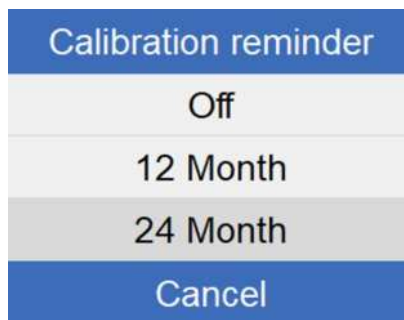 Calibration reminder
Off
12 Month
24 Month
Cancel